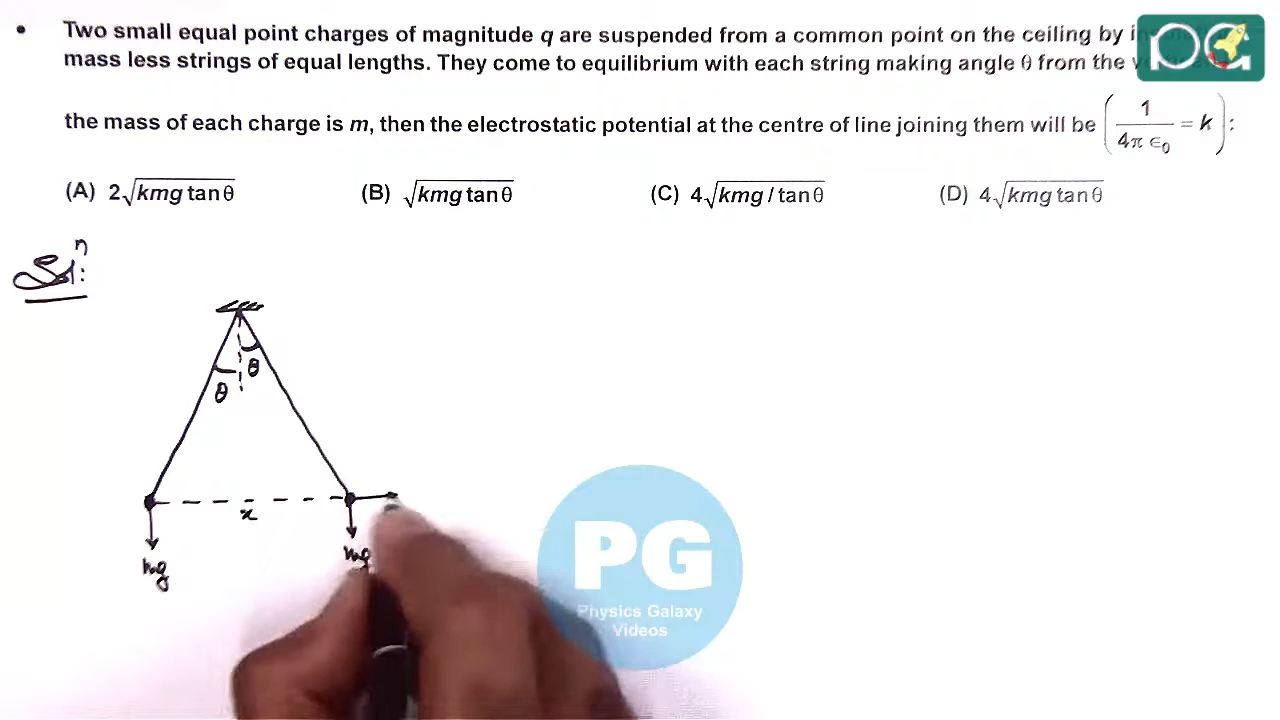 • Two small equal point charges of magnitude q are suspended from a common point on the ceiling by
mass less strings of equal lengths. They come to equilibrium with each string making angle θ from the
the mass of each charge is m, then the electrostatic potential at the centre of line joining them will be (1/4π ∈₀ = k):
(A) 2√kmg tanθ (B) √kmg tanθ (C) 4√kmg / tanθ (D) 4√kmg tanθ
Solⁿ:
θ
θ
x
mg mg
PG
Physics Galaxy
Videos